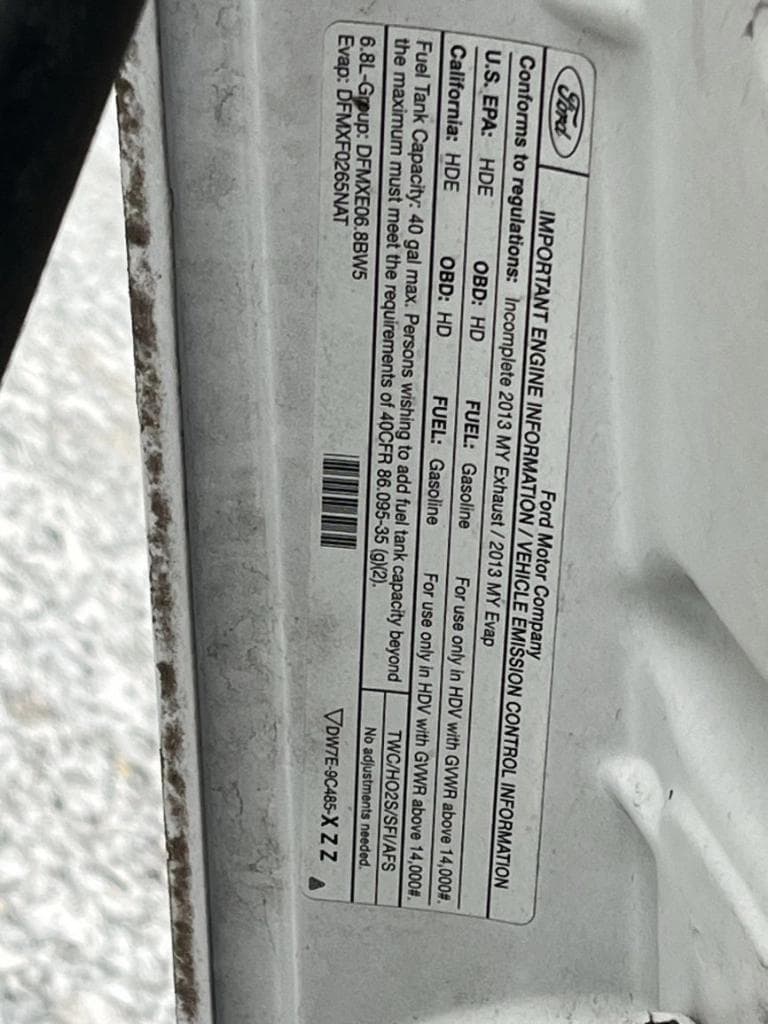 Ford
Ford Motor Company
IMPORTANT ENGINE INFORMATION / VEHICLE EMISSION CONTROL INFORMATION
Conforms to regulations: Incomplete 2013 MY Exhaust / 2013 MY Evap
U.S. EPA: HDE OBD: HD FUEL: Gasoline For use only in HDV with GVWR above 14,000#.
California: HDE OBD: HD FUEL: Gasoline For use only in HDV with GVWR above 14,000#.
Fuel Tank Capacity: 40 gal max. Persons wishing to add fuel tank capacity beyond
the maximum must meet the requirements of 40CFR 86.095-35 (g)(2).
TWC/HO2S/SFI/AFS
No adjustments needed.
6.8L-Group: DFMXE06.8BW5
Evap: DFMXF0265NAT
DW7E-9C485-X Z Z